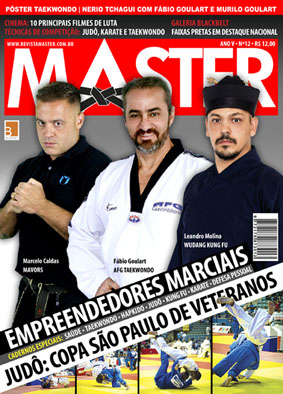 PÔSTER TAEKWONDO | NERIO TCHAGUI COM FÁBIO GOULART E MURILO GOULART
CINEMA: 10 PRINCIPAIS FILMES DE LUTA
TÉCNICAS DE COMPETIÇÃO: JUDÔ, KARATE E TAEKWONDO
GALERIA BLACKBELT
FAIXAS PRETAS EM DESTAQUE NACIONAL
WWW.REVISTAMASTER.COM.BR
ANO V • Nº12 • R$ 12,00
MASTER
AFG
TAEKWONDO
Marcelo Caldas
MAVORS
Fábio Goulart
AFG TAEKWONDO
Leandro Molina
WUDANG KUNG FU
EMPREENDEDORES MARCIAIS
CADERNOS ESPECIAIS: SAÚDE • TAEKWONDO • HAPKIDO • JUDO • KUNG FU • KARATE • DEFESA PESSOAL
JUDÔ: COPA SÃO PAULO DE VETERANOS